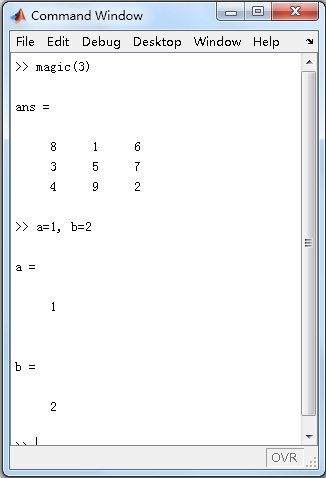 Command Window
File Edit Debug Desktop Window Help
>> magic(3)
ans =
8 1 6
3 5 7
4 9 2
>> a=1, b=2
a =
1
b =
2
>>
OVR